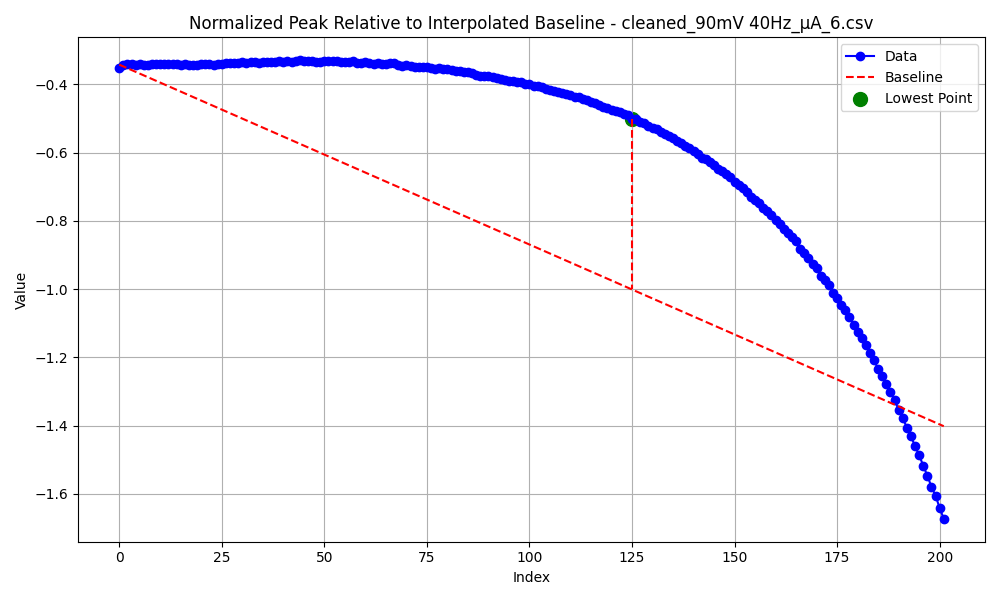 Normalized Peak Relative to Interpolated Baseline - cleaned_90mV 40Hz_μA_6.csv
Data
Baseline
Lowest Point
Value
−0.4
−0.6
−0.8
−1.0
−1.2
−1.4
−1.6
0 25 50 75 100 125 150 175 200
Index